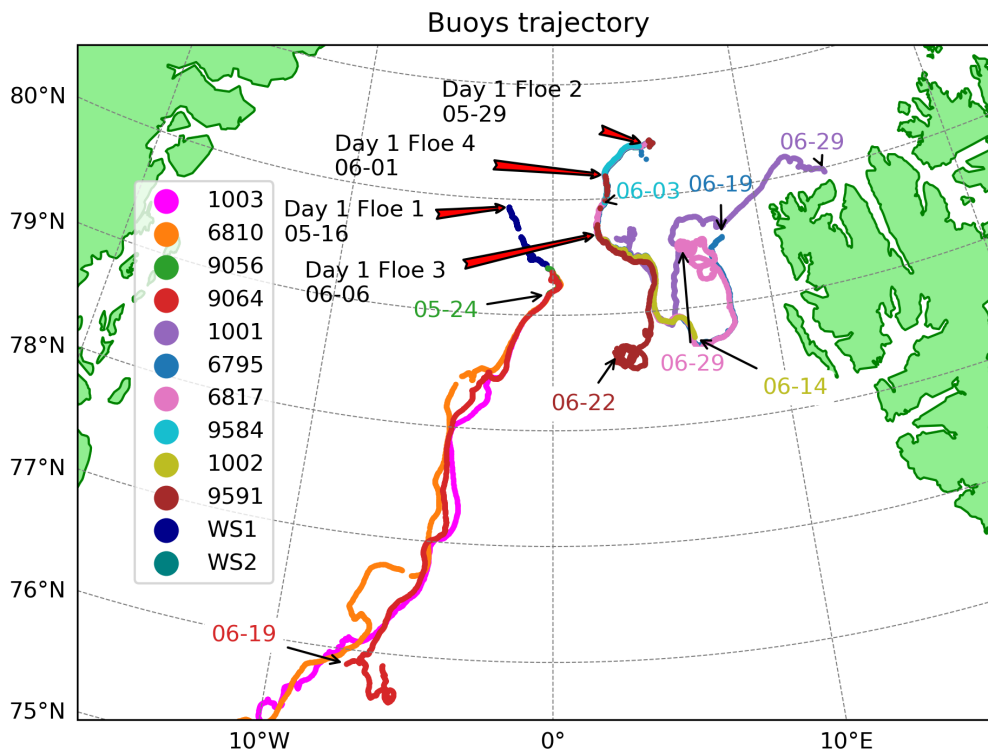 Buoys trajectory
80°N
79°N
78°N
77°N
76°N
75°N
10°W
0°
10°E
Day 1 Floe 2
05-29
Day 1 Floe 4
06-01
Day 1 Floe 1
05-16
Day 1 Floe 3
06-06
05-24
06-03
06-19
06-29
06-29
06-14
06-22
06-19
1003
6810
9056
9064
1001
6795
6817
9584
1002
9591
WS1
WS2